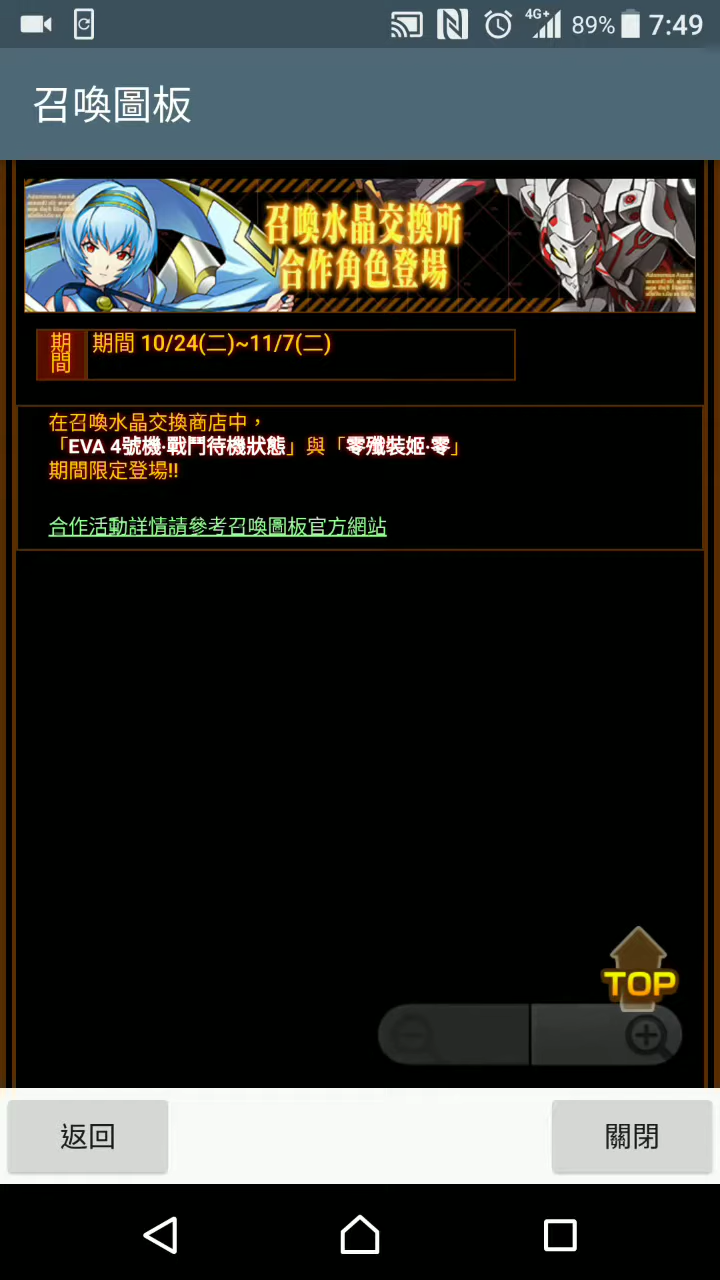 4G+
89%
7:49
召喚圖板
召喚水晶交換所
合作角色登場
期間
期間 10/24(二)~11/7(二)
在召喚水晶交換商店中，
「EVA 4號機·戰鬥待機狀態」與「零殲裝姬·零」
期間限定登場!!
合作活動詳情請參考召喚圖板官方網站
TOP
返回
關閉